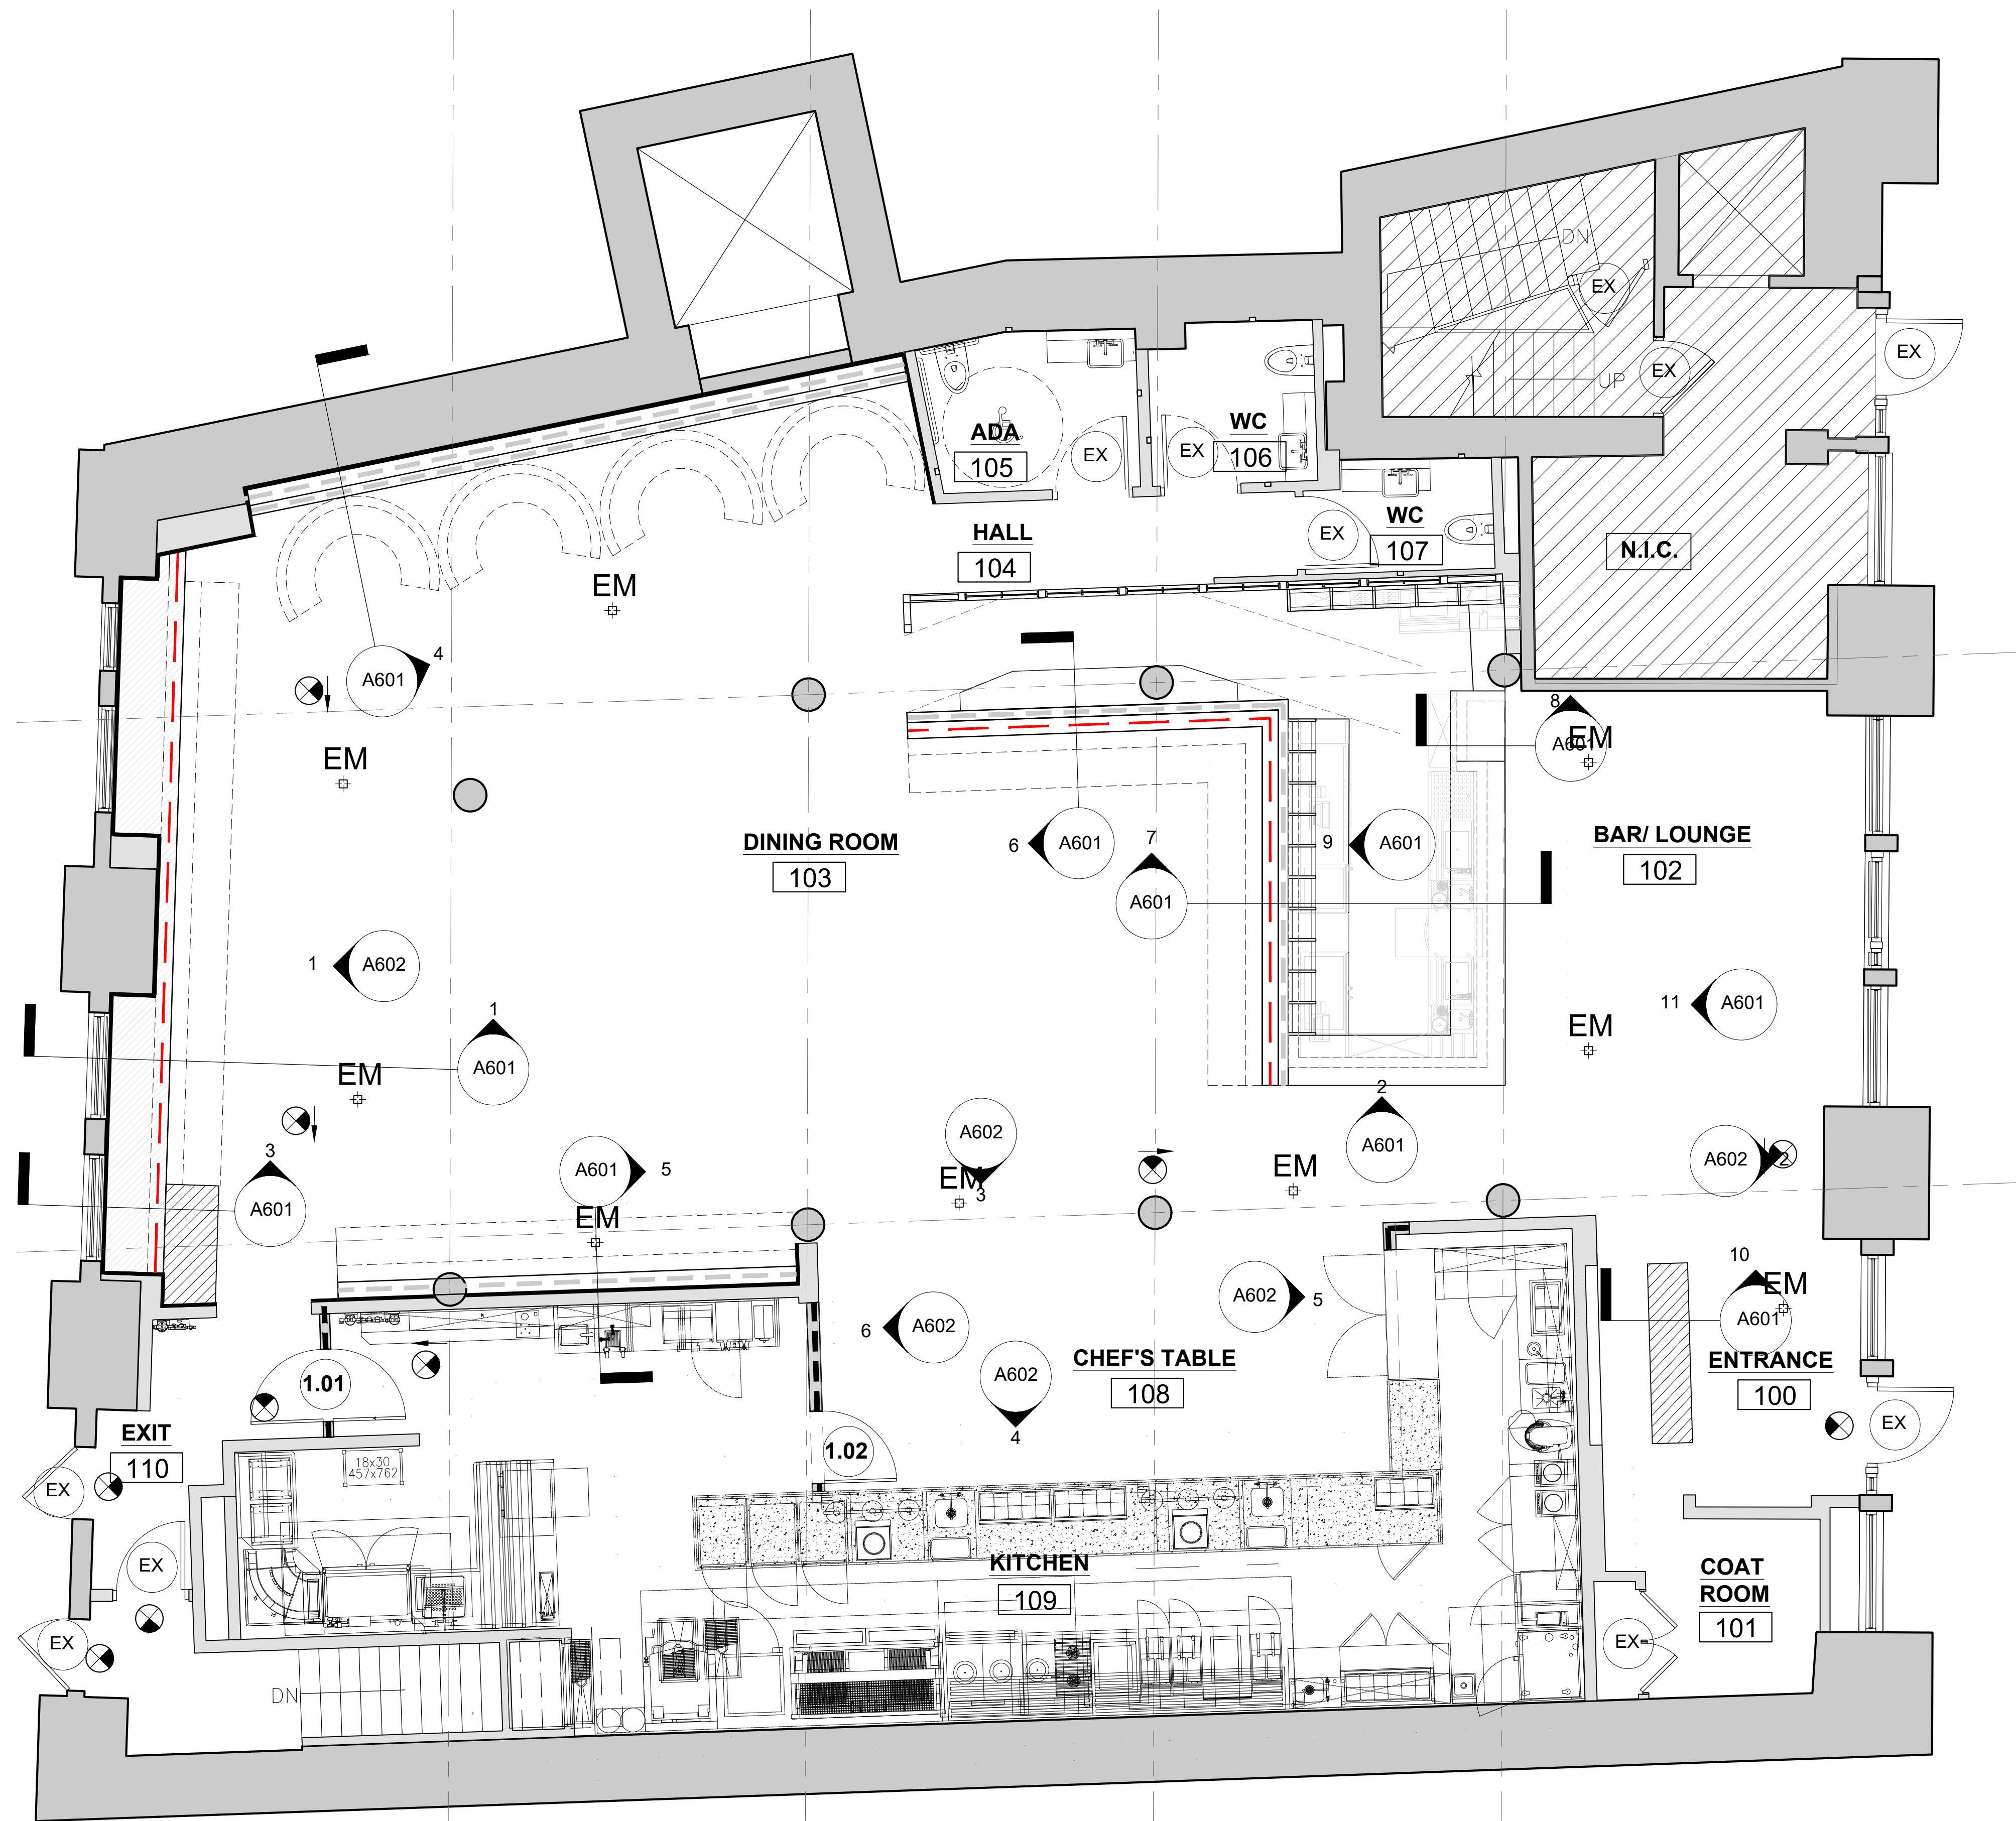 DN
EX
EX
EX
UP
ADA
105
EX
WC
106
EX
WC
107
EX
HALL
104
N.I.C.
EM
4
A601
8
EM
A601
EM
DINING ROOM
103
6
A601
7
A601
9
A601
BAR/ LOUNGE
102
1
A602
1
A601
11
A601
EM
EM
2
A601
A602
3
3
A601
A601
5
EM
EM
EM
A602
2
10
EM
A601
A602
5
6
A602
A602
4
CHEF'S TABLE
108
ENTRANCE
100
EX
1.01
1.02
EXIT
110
EX
EX
EX
18x30
457x762
KITCHEN
109
COAT
ROOM
101
EX
DN